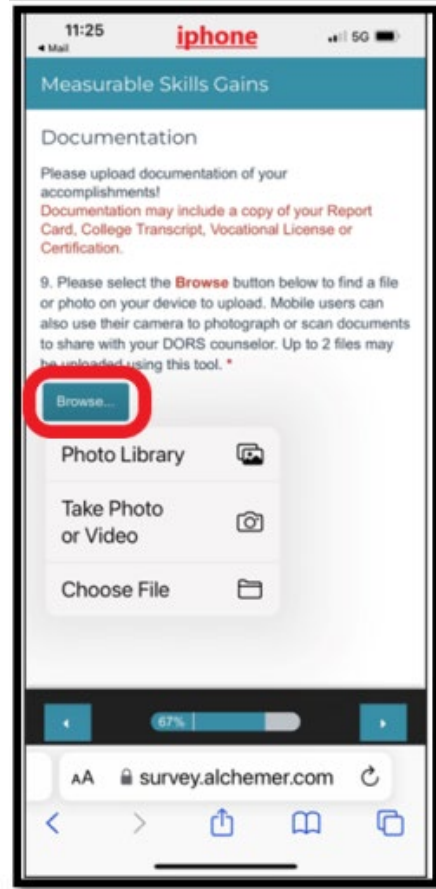 11:25
iphone
5G
Mail
Measurable Skills Gains
Documentation
Please upload documentation of your
accomplishments!
Documentation may include a copy of your Report
Card, College Transcript, Vocational License or
Certification.
9. Please select the Browse button below to find a file
or photo on your device to upload. Mobile users can
also use their camera to photograph or scan documents
to share with your DORS counselor. Up to 2 files may
be uploaded using this tool. *
Browse...
Photo Library
Take Photo
or Video
Choose File
67%
AA survey.alchemer.com